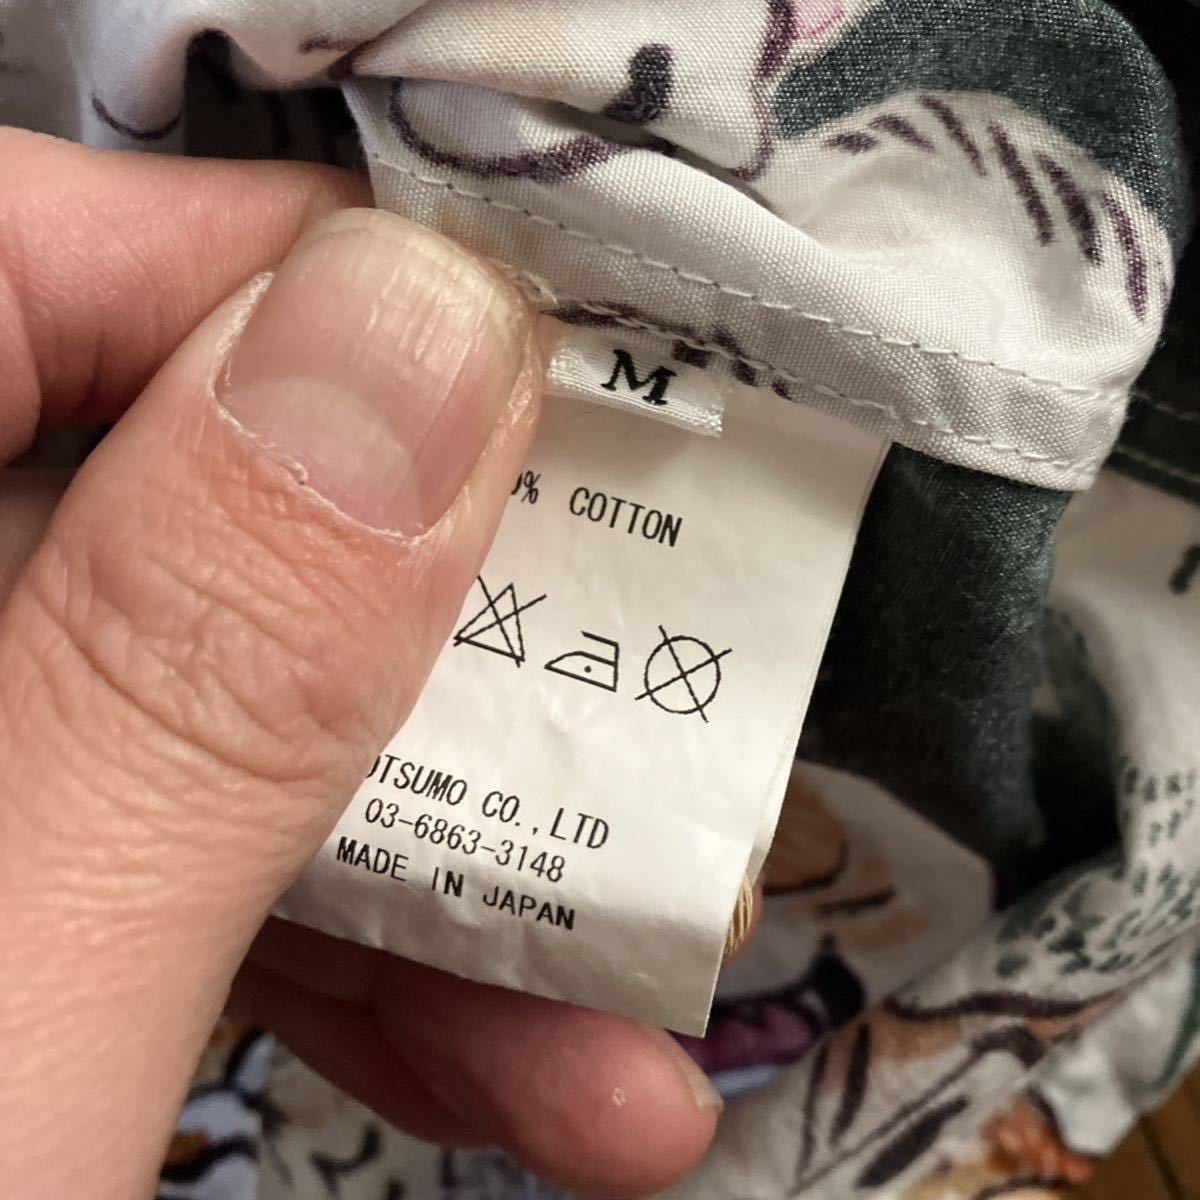 M
% COTTON
OTSUMO CO.,LTD
03-6863-3148
MADE IN JAPAN